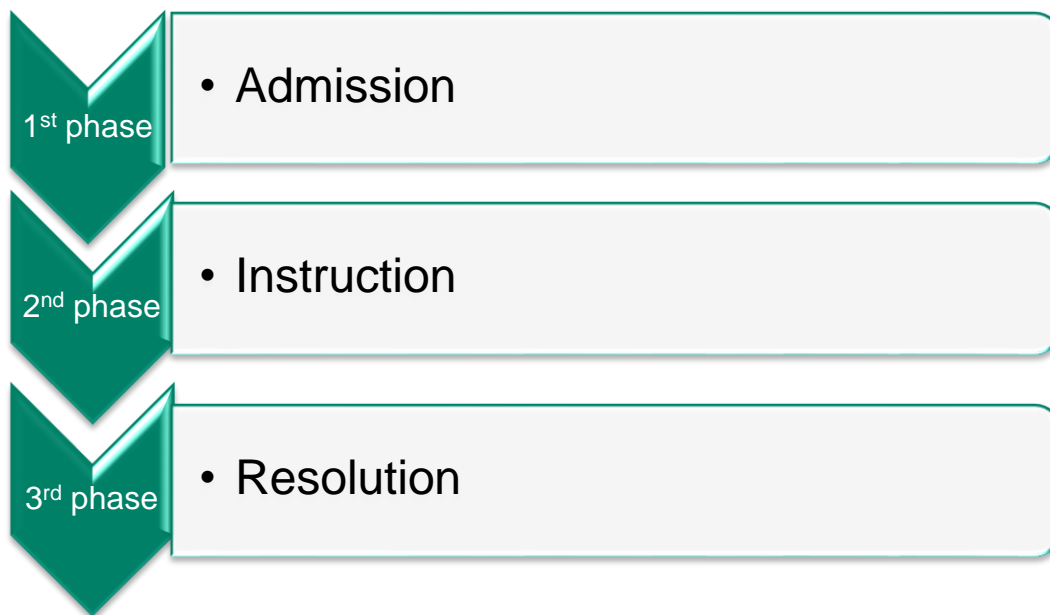 1st phase
• Admission
2nd phase
• Instruction
3rd phase
• Resolution